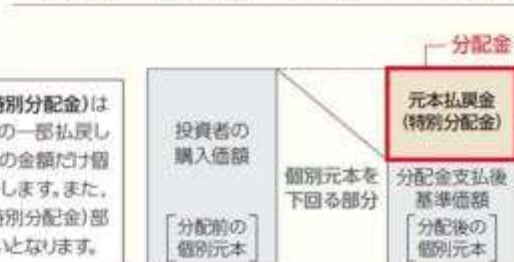 分配金
特別分配金)は
の一部払戻し
の金額だけ個
します。また、
特別分配金)部
いとなります。
投資者の
購入価額
分配前の
個別元本
個別元本を
下回る部分
元本払戻金
(特別分配金)
分配金支払後
基準価額
分配後の
個別元本